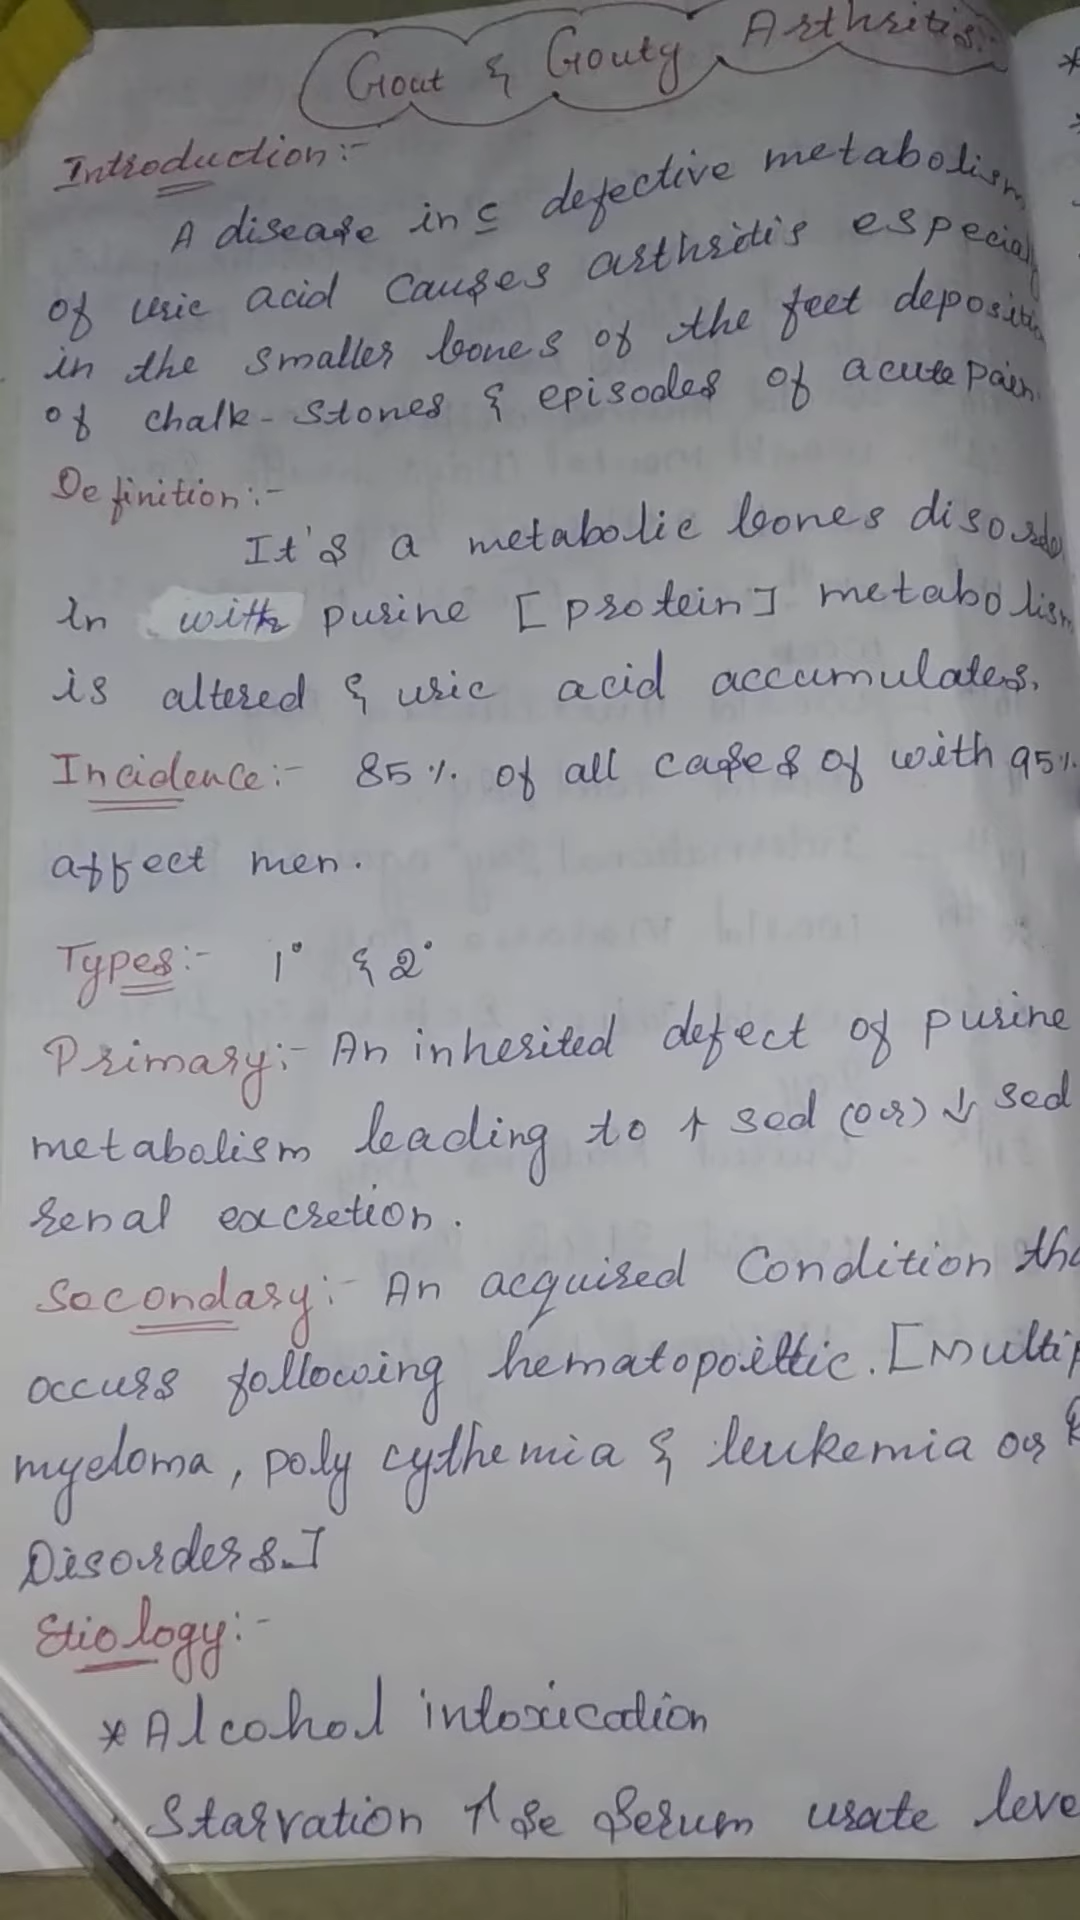 Gout & Gouty Arthritis.
Introduction:-
A disease in c̄ defective metabolism
of uric acid causes arthritis especially
in the smaller bones of the feet deposition
of chalk-stones & episodes of acute pain.
Definition:-
It's a metabolic bones disorder
in with purine [protein] metabolism
is altered & uric acid accumulates.
Incidence:- 85% of all cases of with 95%
affect men.
Types:- 1° & 2°
Primary:- An inherited defect of purine
metabolism leading to ↑ sed (or) ↓ sed
renal excretion.
Secondary:- An acquired Condition tha
occurs following hematopoittic. [Multip
myeloma, poly cythemia & leukemia or
Disorders]
Etiology:-
* Alcohol intoxication
Starvation ↑se serum urate leve